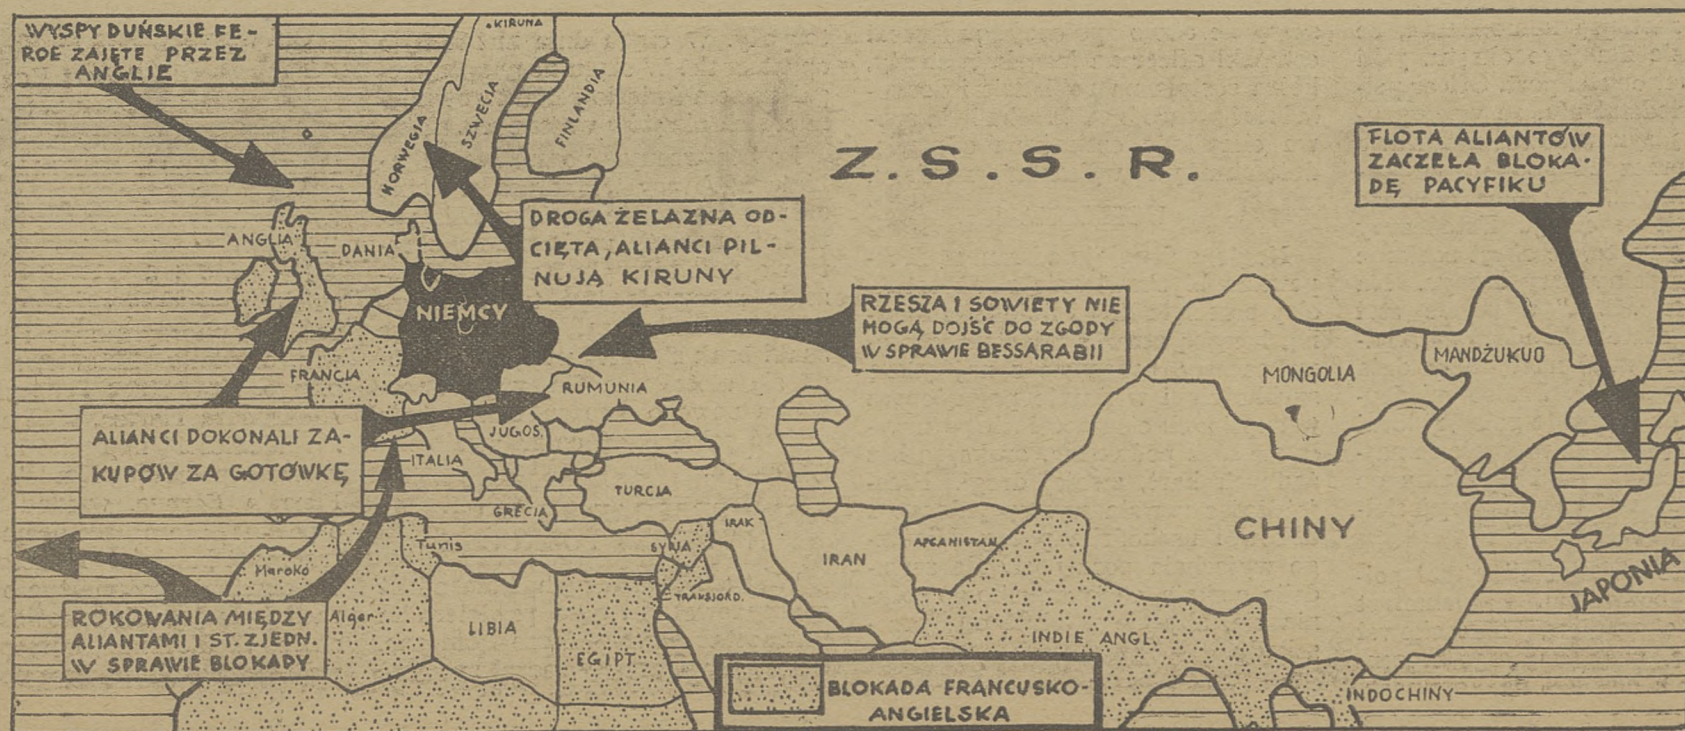 WYSPY DUŃSKIE FE-
ROE ZAJĘTE PRZEZ
ANGLIE
KIRUNA
NORWEGIA
SZWECJA
FINLANDIA
Z.S.S.R.
FLOTA ALIANTÓW
ZACZĘŁA BLOKA-
DĘ PACYFIKU
ANGLIA
DANIA
DROGA ŻELAZNA OD-
CIĘTA, ALIANCI PIL-
NUJĄ KIRUNY
NIEMCY
RZESZA I SOWIETY NIE
MOGĄ DOJŚĆ DO ZGODY
W SPRAWIE BESSARABII
FRANCJA
RUMUNIA
MONGOLIA
MANDŻUKUO
ALIANCI DOKONALI ZA-
KUPÓW ZA GOTÓWKĘ
JUGOS.
ITALIA
GRECIA
TURCJA
SYRIA
IRAK
IRAN
AFGANISTAN
CHINY
JAPONIA
Maroko
Tunis
TRANSJORD.
ROKOWANIA MIĘDZY
ALIANTAMI I ST. ZJEDN.
W SPRAWIE BLOKADY
Alger
LIBIA
EGIPT
INDIE ANGL.
INDOCHINY
BLOKADA FRANCUSKO-
ANGIELSKA